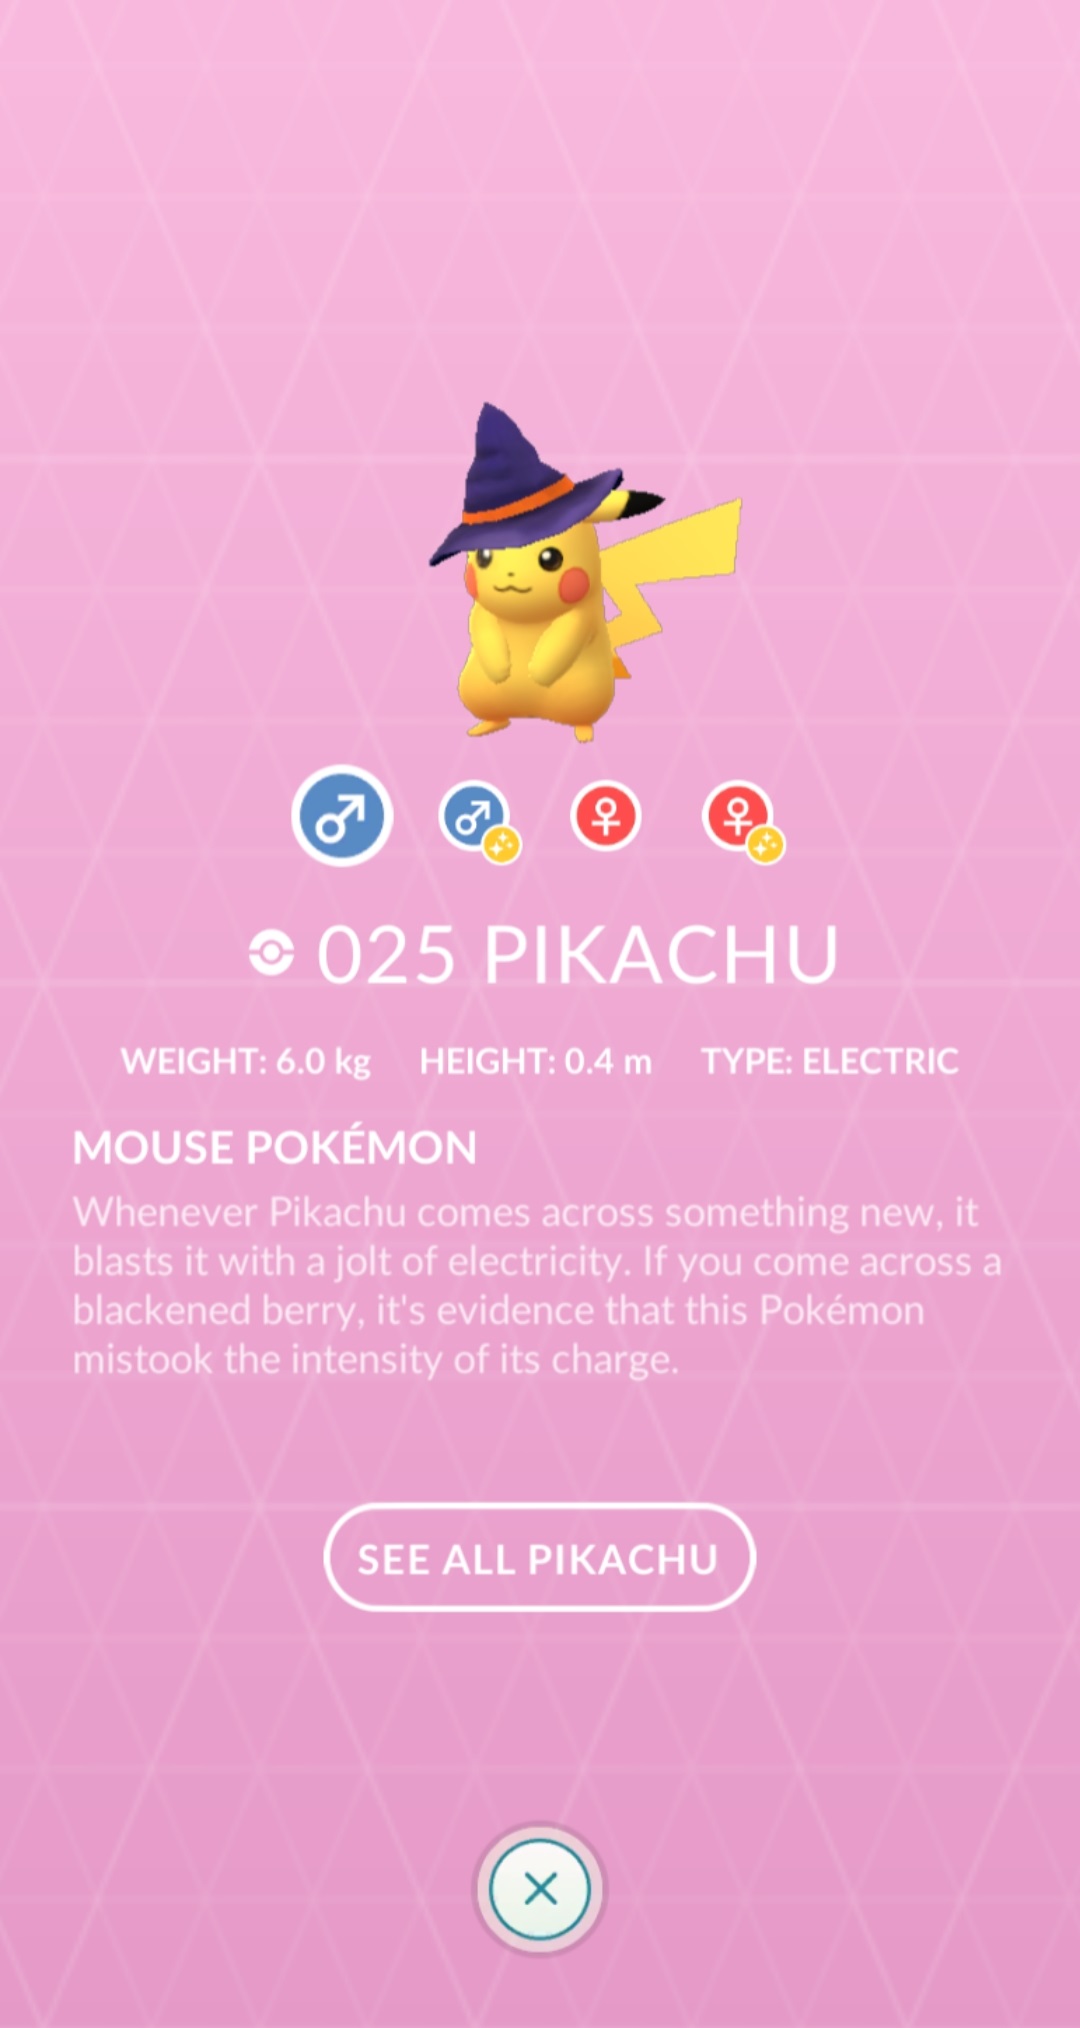 025 PIKACHU
WEIGHT: 6.0 kg HEIGHT: 0.4 m TYPE: ELECTRIC
MOUSE POKÉMON
Whenever Pikachu comes across something new, it
blasts it with a jolt of electricity. If you come across a
blackened berry, it's evidence that this Pokémon
mistook the intensity of its charge.
SEE ALL PIKACHU